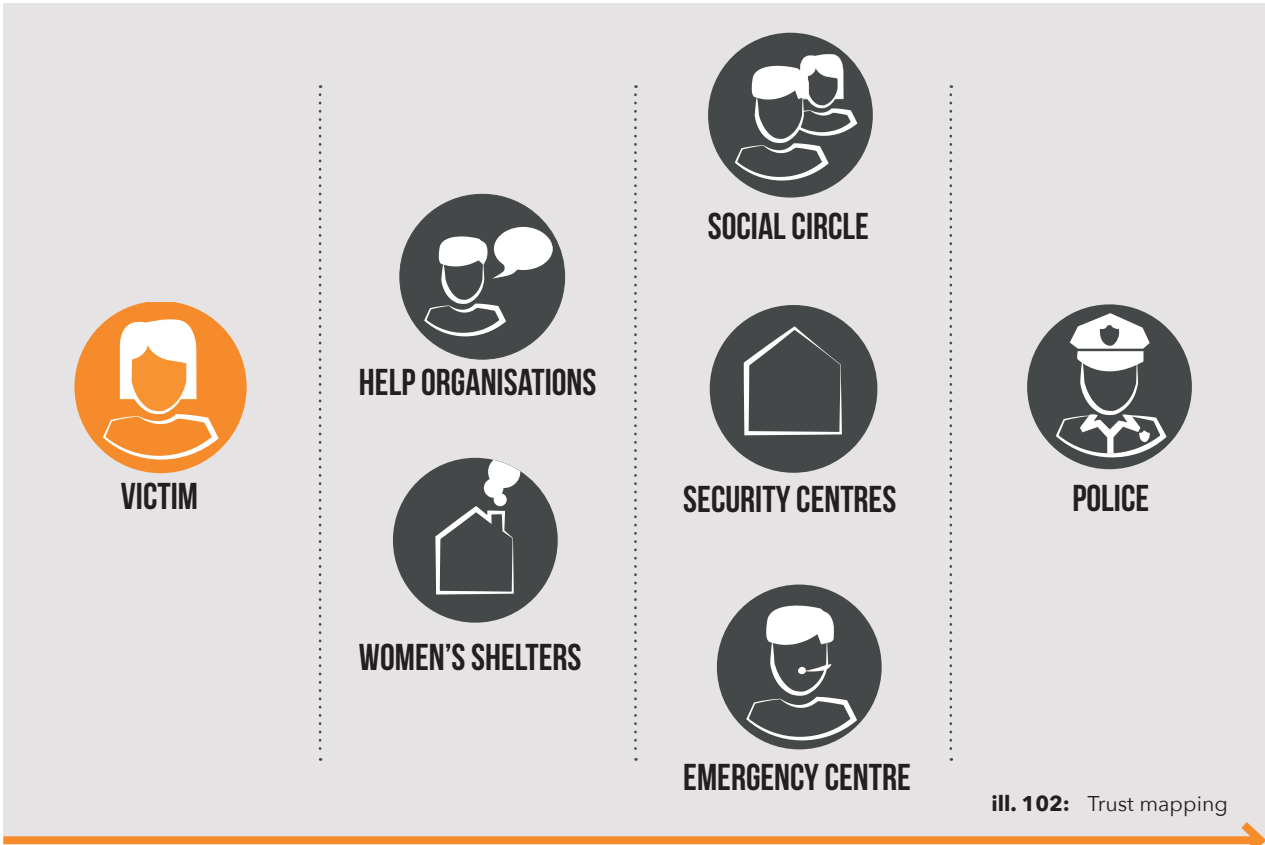 VICTIM
HELP ORGANISATIONS
WOMEN'S SHELTERS
SOCIAL CIRCLE
SECURITY CENTRES
EMERGENCY CENTRE
POLICE
ill. 102: Trust mapping